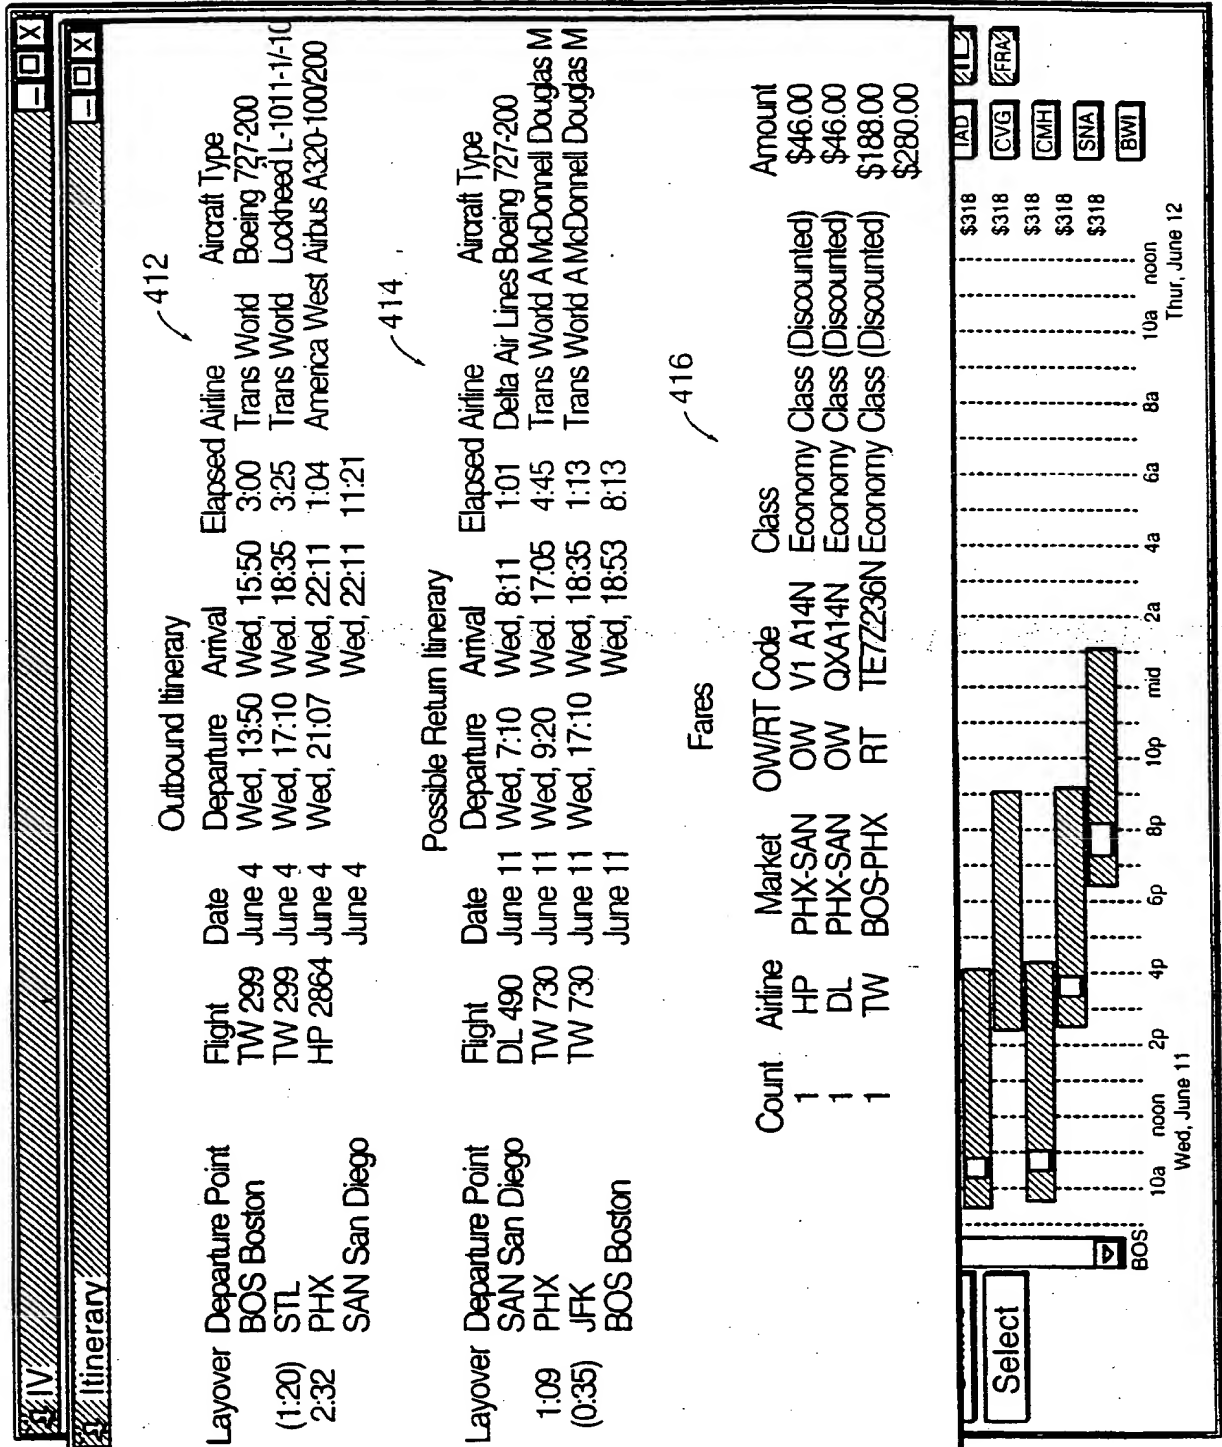 IV
Itinerary
Outbound Itinerary
412
Layover Departure Point Flight Date Departure Arrival Elapsed Airline Aircraft Type
BOS Boston TW 299 June 4 Wed, 13:50 Wed, 15:50 3:00 Trans World Boeing 727-200
(1:20) STL TW 299 June 4 Wed, 17:10 Wed. 18:35 3:25 Trans World Lockheed L-1011-1/-10
2:32 PHX HP 2864 June 4 Wed, 21:07 Wed, 22:11 1:04 America West Airbus A320-100/200
SAN San Diego June 4 Wed, 22:11 11:21
Possible Return Itinerary
414
Layover Departure Point Flight Date Departure Arrival Elapsed Airline Aircraft Type
SAN San Diego DL 490 June 11 Wed, 7:10 Wed, 8:11 1:01 Delta Air Lines Boeing 727-200
1:09 PHX TW 730 June 11 Wed, 9:20 Wed. 17:05 4:45 Trans World A McDonnell Douglas M
(0:35) JFK TW 730 June 11 Wed, 17:10 Wed, 18:35 1:13 Trans World A McDonnell Douglas M
BOS Boston June 11 Wed, 18:53 8:13
Fares
416
Count Airline Market OW/RT Code Class Amount
1 HP PHX-SAN OW V1 A14N Economy Class (Discounted) $46.00
1 DL PHX-SAN OW QXA14N Economy Class (Discounted) $46.00
1 TW BOS-PHX RT TE7Z236N Economy Class (Discounted) $188.00
$280.00
$318 IAD
$318 CVG FRA
$318 CMH
$318 SNA
$318 BWI
Select
BOS
10a noon 2p 4p 6p 8p 10p mid 2a 4a 6a 8a 10a noon
Wed, June 11 Thur, June 12